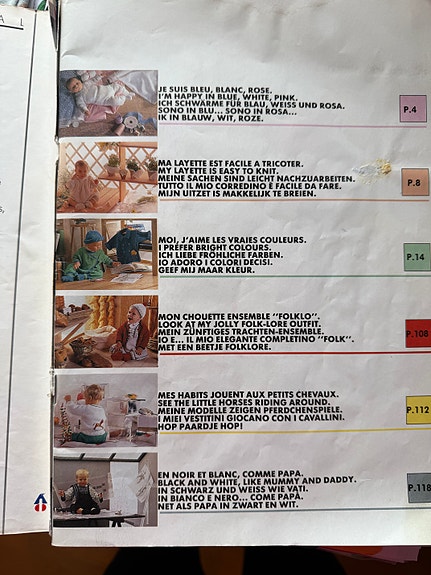 JE SUIS BLEU, BLANC, ROSE.
I'M HAPPY IN BLUE, WHITE, PINK.
ICH SCHWÄRME FÜR BLAU, WEISS UND ROSA.
SONO IN BLU... SONO IN ROSA...
IK IN BLAUW, WIT, ROZE.
P.4
MA LAYETTE EST FACILE A TRICOTER.
MY LAYETTE IS EASY TO KNIT.
MEINE SACHEN SIND LEICHT NACHZUARBEITEN.
TUTTO IL MIO CORREDINO È FACILE DA FARE.
MIJN UITZET IS MAKKELIJK TE BREIEN.
P.8
MOI, J'AIME LES VRAIES COULEURS.
I PREFER BRIGHT COLOURS.
ICH LIEBE FRÖHLICHE FARBEN.
IO ADORO I COLORI DECISI.
GEEF MIJ MAAR KLEUR.
P.14
MON CHOUETTE ENSEMBLE "FOLKLO".
LOOK AT MY JOLLY FOLK-LORE OUTFIT.
MEIN ZÜNFTIGES TRACHTEN-ENSEMBLE.
IO E... IL MIO ELEGANTE COMPLETINO "FOLK".
MET EEN BEETJE FOLKLORE.
P.108
MES HABITS JOUENT AUX PETITS CHEVAUX.
SEE THE LITTLE HORSES RIDING AROUND.
MEINE MODELLE ZEIGEN PFERDCHENSPIELE.
I MIEI VESTITINI GIOCANO CON I CAVALLINI.
HOP PAARDJE HOP!
P.112
EN NOIR ET BLANC, COMME PAPA.
BLACK AND WHITE, LIKE MUMMY AND DADDY.
IN SCHWARZ UND WEISS WIE VATI.
IN BIANCO E NERO... COME PAPÀ.
NET ALS PAPA IN ZWART EN WIT.
P.118